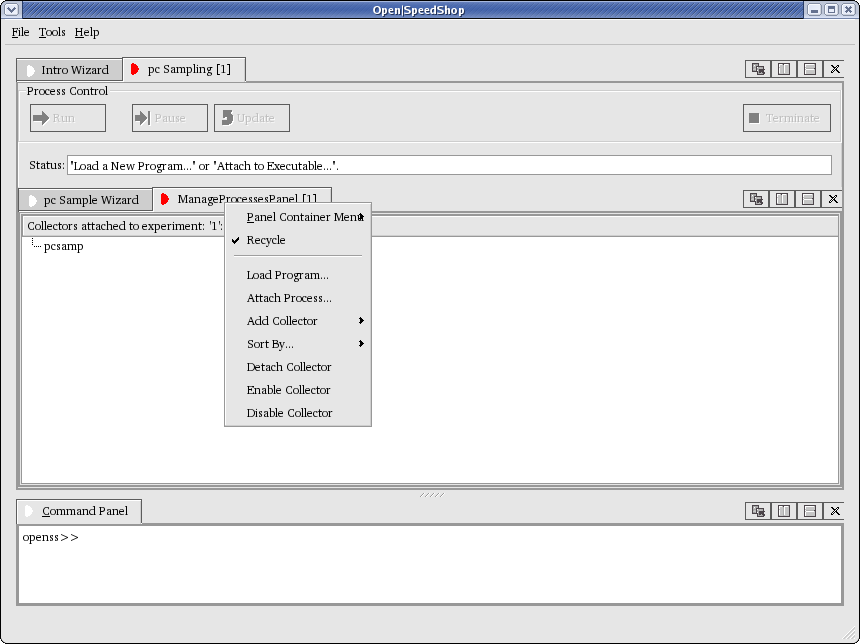 Open|SpeedShop
File Tools Help
Intro Wizard
pc Sampling [1]
Process Control
Run
Pause
Update
Terminate
Status: 'Load a New Program...' or 'Attach to Executable...'.
pc Sample Wizard
ManageProcessesPanel [1]
Collectors attached to experiment: '1':
pcsamp
Panel Container Menu
Recycle
Load Program...
Attach Process...
Add Collector
Sort By...
Detach Collector
Enable Collector
Disable Collector
Command Panel
openss>>